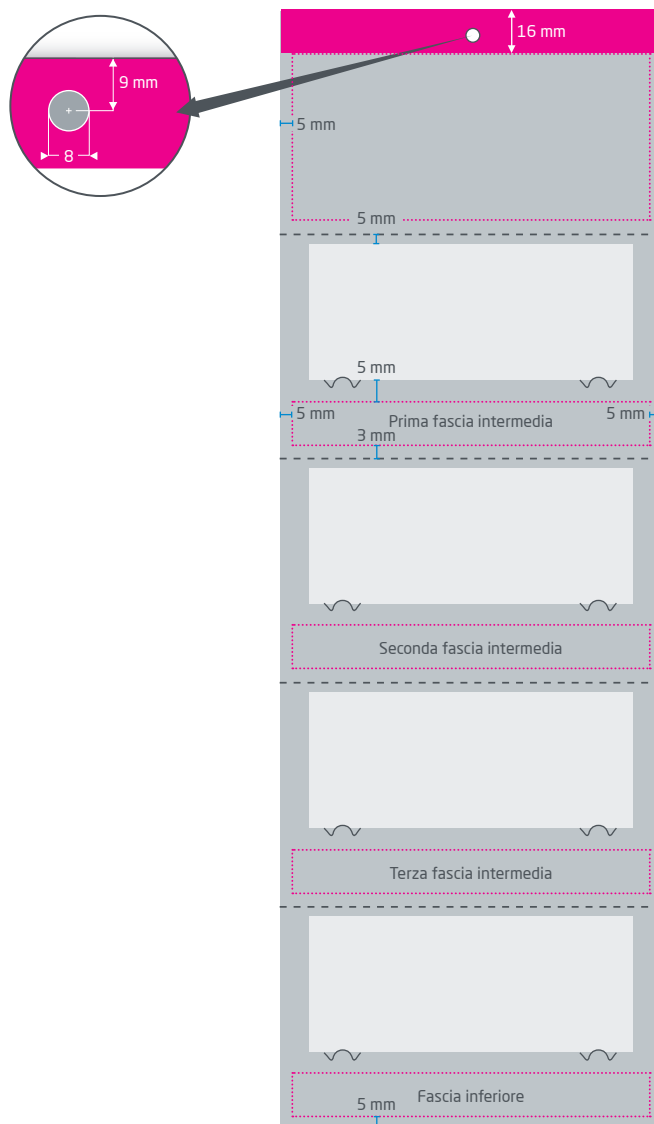 16 mm
9 mm
8
5 mm
5 mm
5 mm
5 mm
Prima fascia intermedia
5 mm
3 mm
Seconda fascia intermedia
Terza fascia intermedia
Fascia inferiore
5 mm